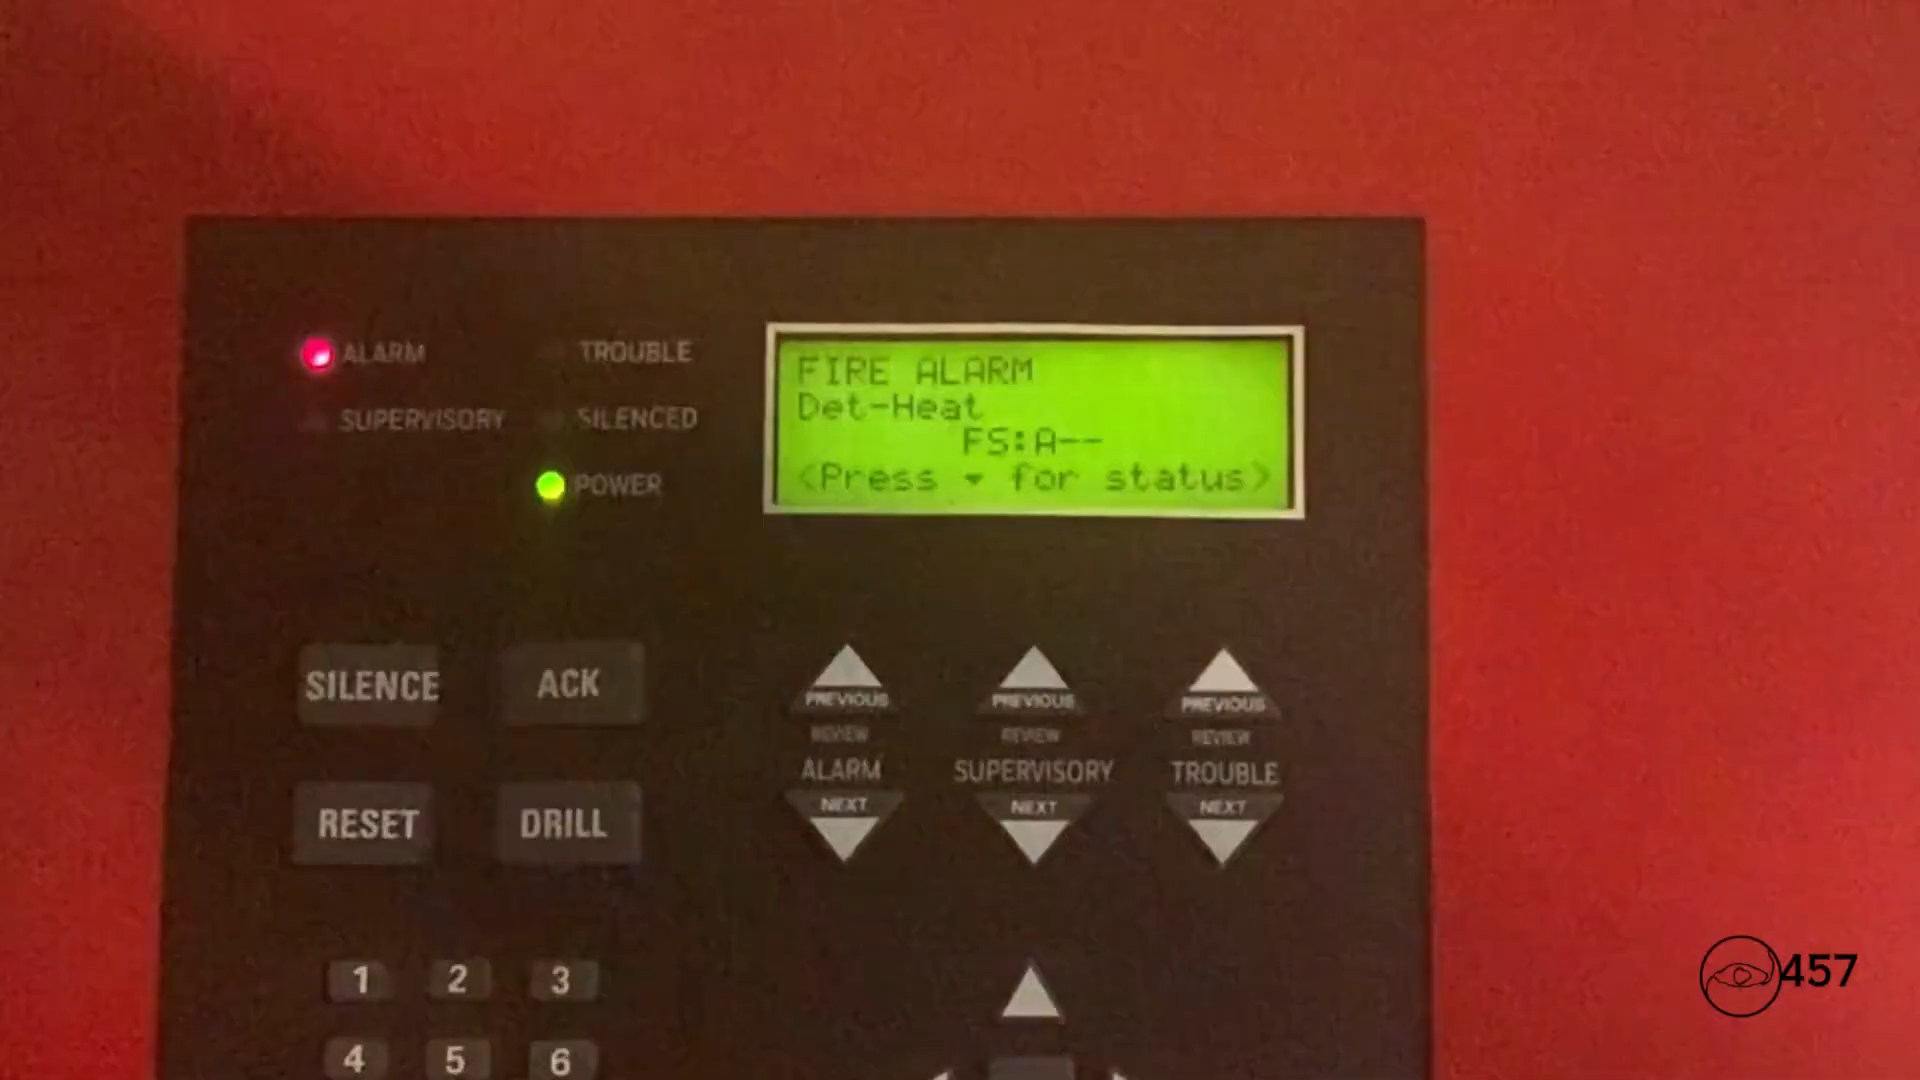 ALARM
TROUBLE
SUPERVISORY
SILENCED
POWER
FIRE ALARM
Det-Heat
FS:A--
<Press ▾ for status>
SILENCE
ACK
RESET
DRILL
PREVIOUS
REVIEW
ALARM
NEXT
PREVIOUS
REVIEW
SUPERVISORY
NEXT
PREVIOUS
REVIEW
TROUBLE
NEXT
1 2 3
4 5 6
457